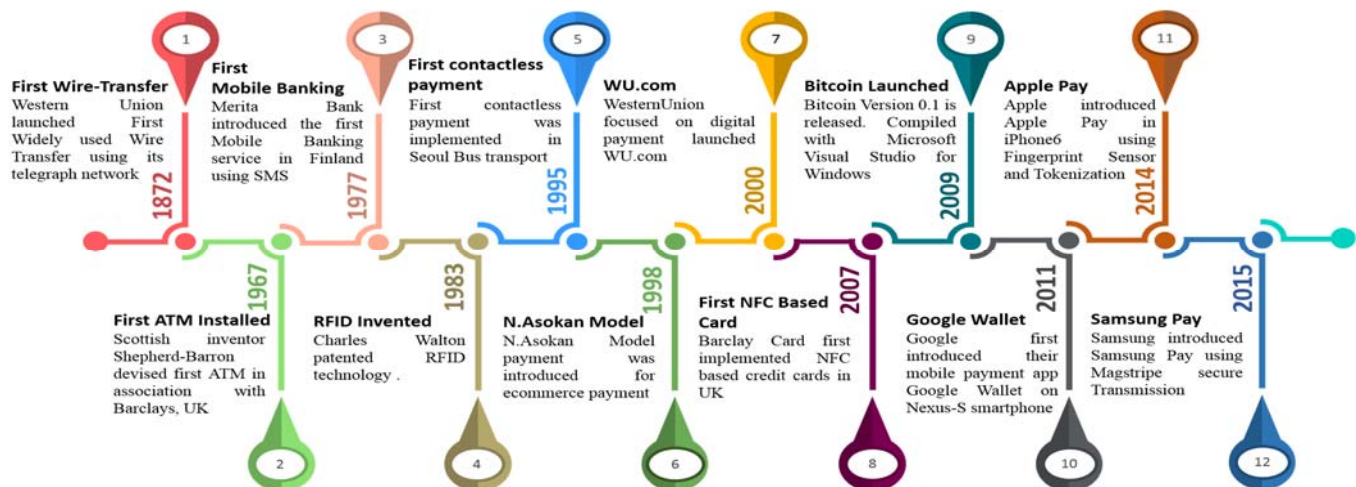 1
First Wire-Transfer
Western Union
launched First
Widely used Wire
Transfer using its
telegraph network
1872
2
First ATM Installed
Scottish inventor
Shepherd-Barron
devised first ATM in
association with
Barclays, UK
1967
3
First
Mobile Banking
Merita Bank
introduced the first
Mobile Banking
service in Finland
using SMS
1977
4
RFID Invented
Charles Walton
patented RFID
technology .
1983
5
First contactless
payment
First contactless
payment was
implemented in
Seoul Bus transport
1995
6
N.Asokan Model
N.Asokan Model
payment was
introduced for
ecommerce payment
1998
7
WU.com
WesternUnion
focused on digital
payment launched
WU.com
2000
8
First NFC Based
Card
Barclay Card first
implemented NFC
based credit cards in
UK
2007
9
Bitcoin Launched
Bitcoin Version 0.1 is
released. Compiled
with Microsoft
Visual Studio for
Windows
2009
10
Google Wallet
Google first
introduced their
mobile payment app
Google Wallet on
Nexus-S smartphone
2011
11
Apple Pay
Apple introduced
Apple Pay in
iPhone6 using
Fingerprint Sensor
and Tokenization
2014
12
Samsung Pay
Samsung introduced
Samsung Pay using
Magstripe secure
Transmission
2015